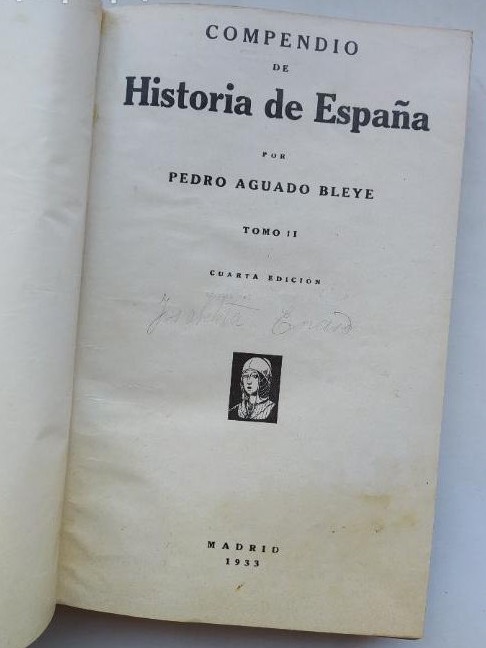 COMPENDIO
DE
Historia de España
POR
PEDRO AGUADO BLEYE
TOMO II
CUARTA EDICION
MADRID
1933